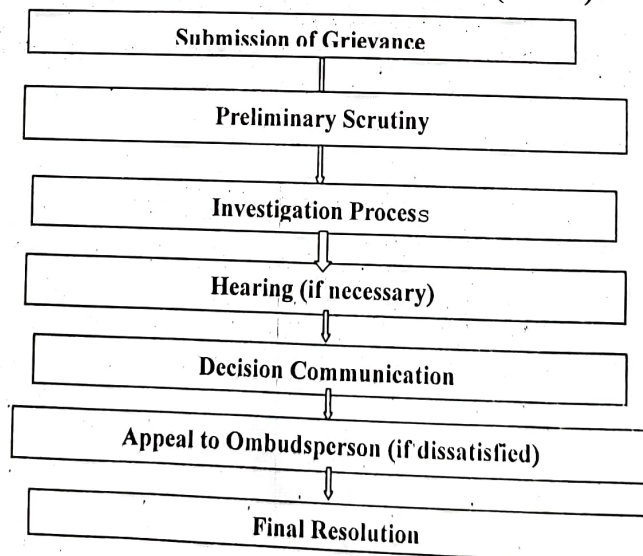 Submission of Grievance
Preliminary Scrutiny
Investigation Process
Hearing (if necessary)
Decision Communication
Appeal to Ombudsperson (if dissatisfied)
Final Resolution